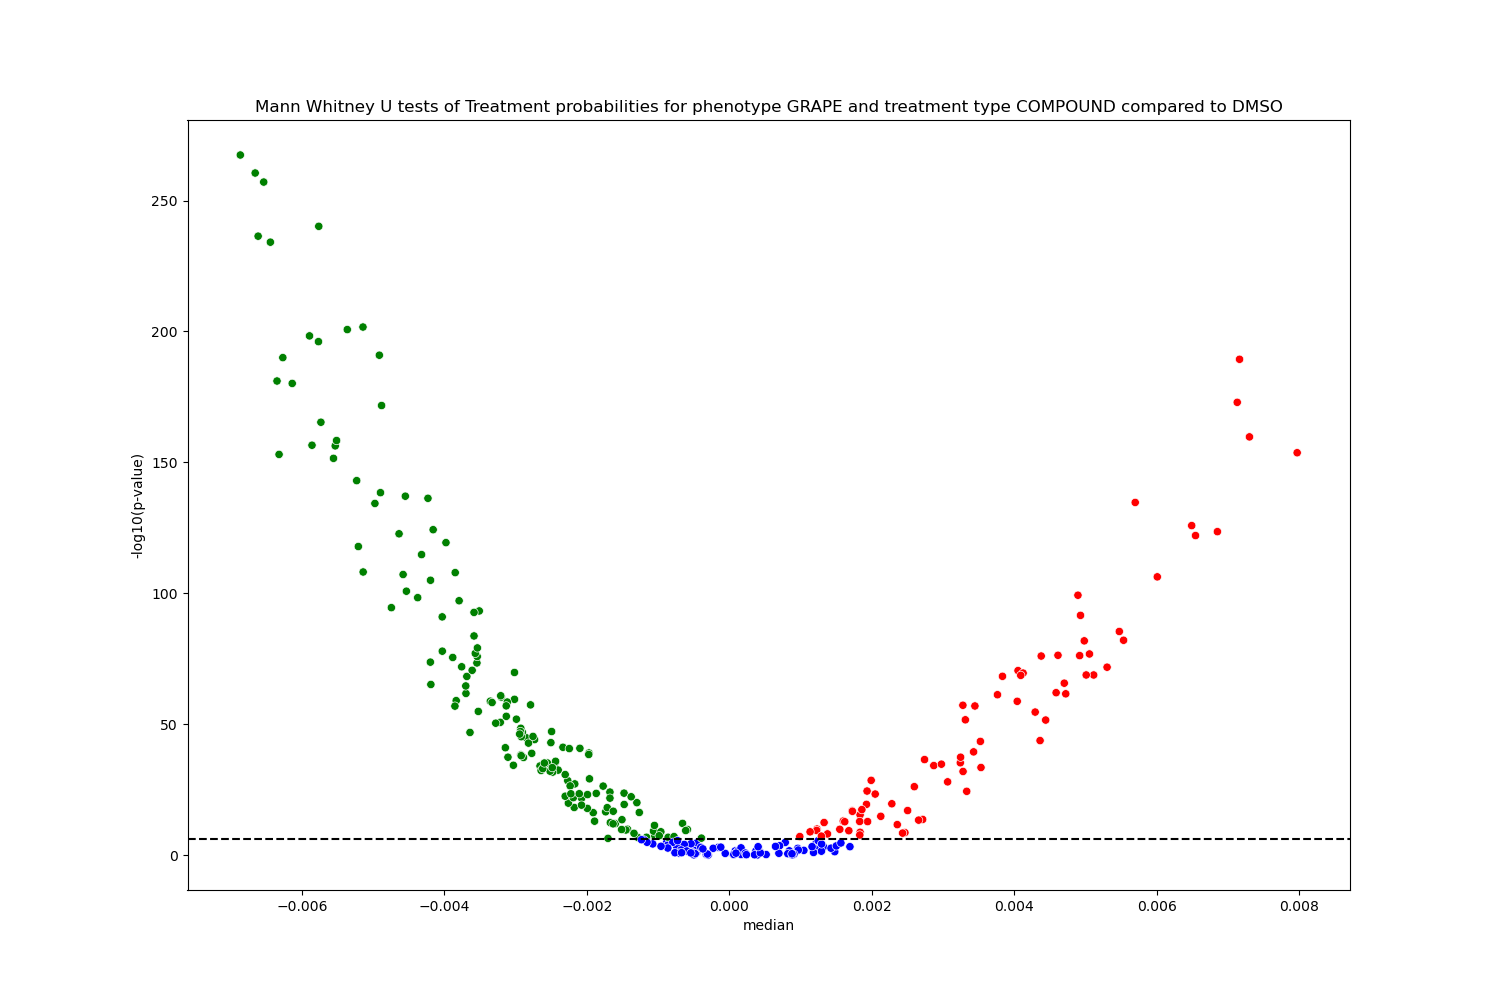 Mann Whitney U tests of Treatment probabilities for phenotype GRAPE and treatment type COMPOUND compared to DMSO
250
200
150
100
50
0
-log10(p-value)
−0.006 −0.004 −0.002 0.000 0.002 0.004 0.006 0.008
median